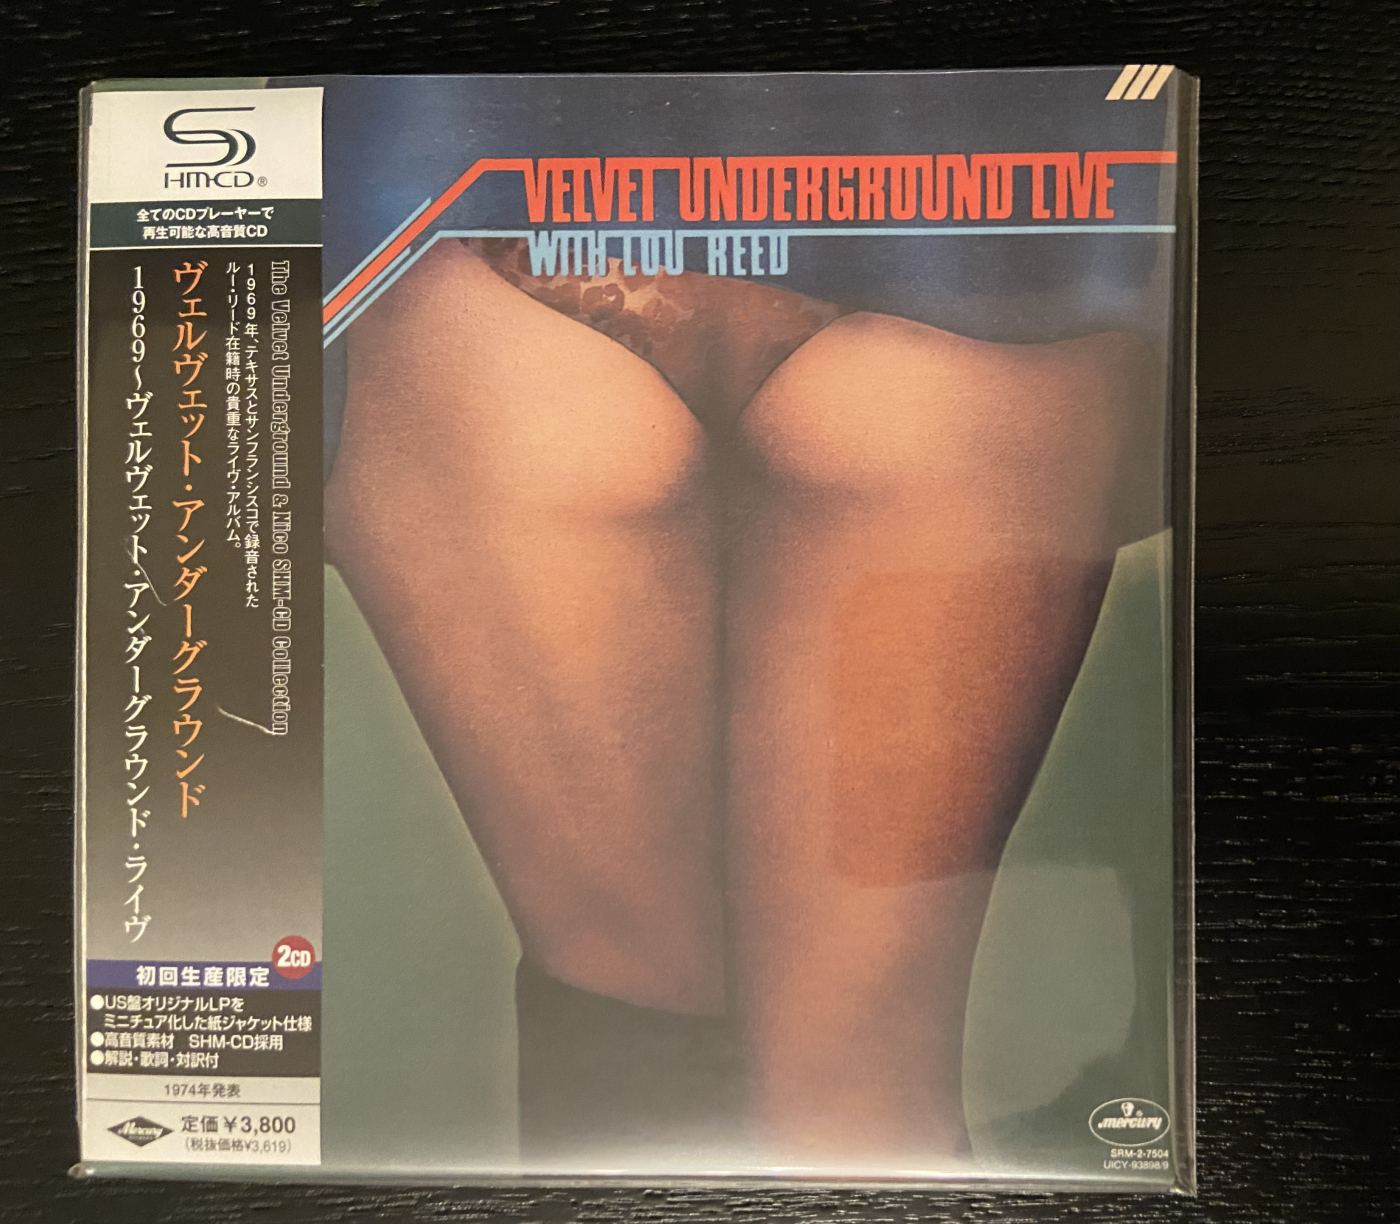 SHM-CD®
全てのCDプレーヤーで
再生可能な高音質CD
The Velvet Underground & Nico SHM-CD Collection
1969年、テキサスとサンフランシスコで録音された
ルー・リード在籍時の貴重なライヴ・アルバム。
ヴェルヴェット・アンダーグラウンド
1969〜ヴェルヴェット・アンダーグラウンド・ライヴ
2CD
初回生産限定
●US盤オリジナルLPを
ミニチュア化した紙ジャケット仕様
●高音質素材 SHM-CD採用
●解説・歌詞・対訳付
1974年発表
Mercury
定価¥3,800
(税抜価格¥3,619)
VELVET UNDERGROUND LIVE
WITH LOU REED
mercury
SRM-2-7504
UICY-93898/9